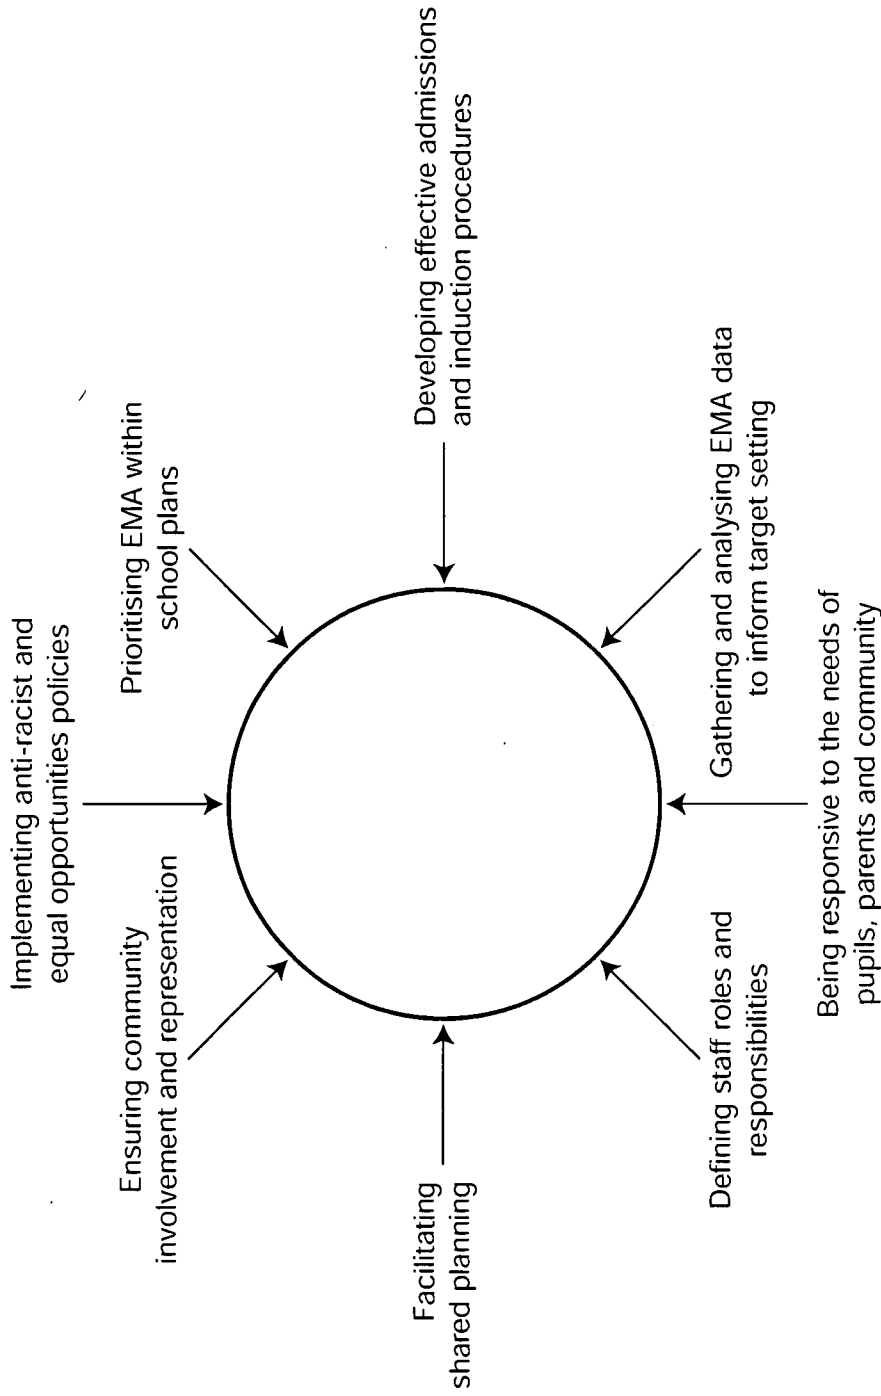 Implementing anti-racist and
equal opportunities policies
Prioritising EMA within
school plans
Developing effective admissions
and induction procedures
Gathering and analysing EMA data
to inform target setting
Being responsive to the needs of
pupils, parents and community
Defining staff roles and
responsibilities
Facilitating
shared planning
Ensuring community
involvement and representation